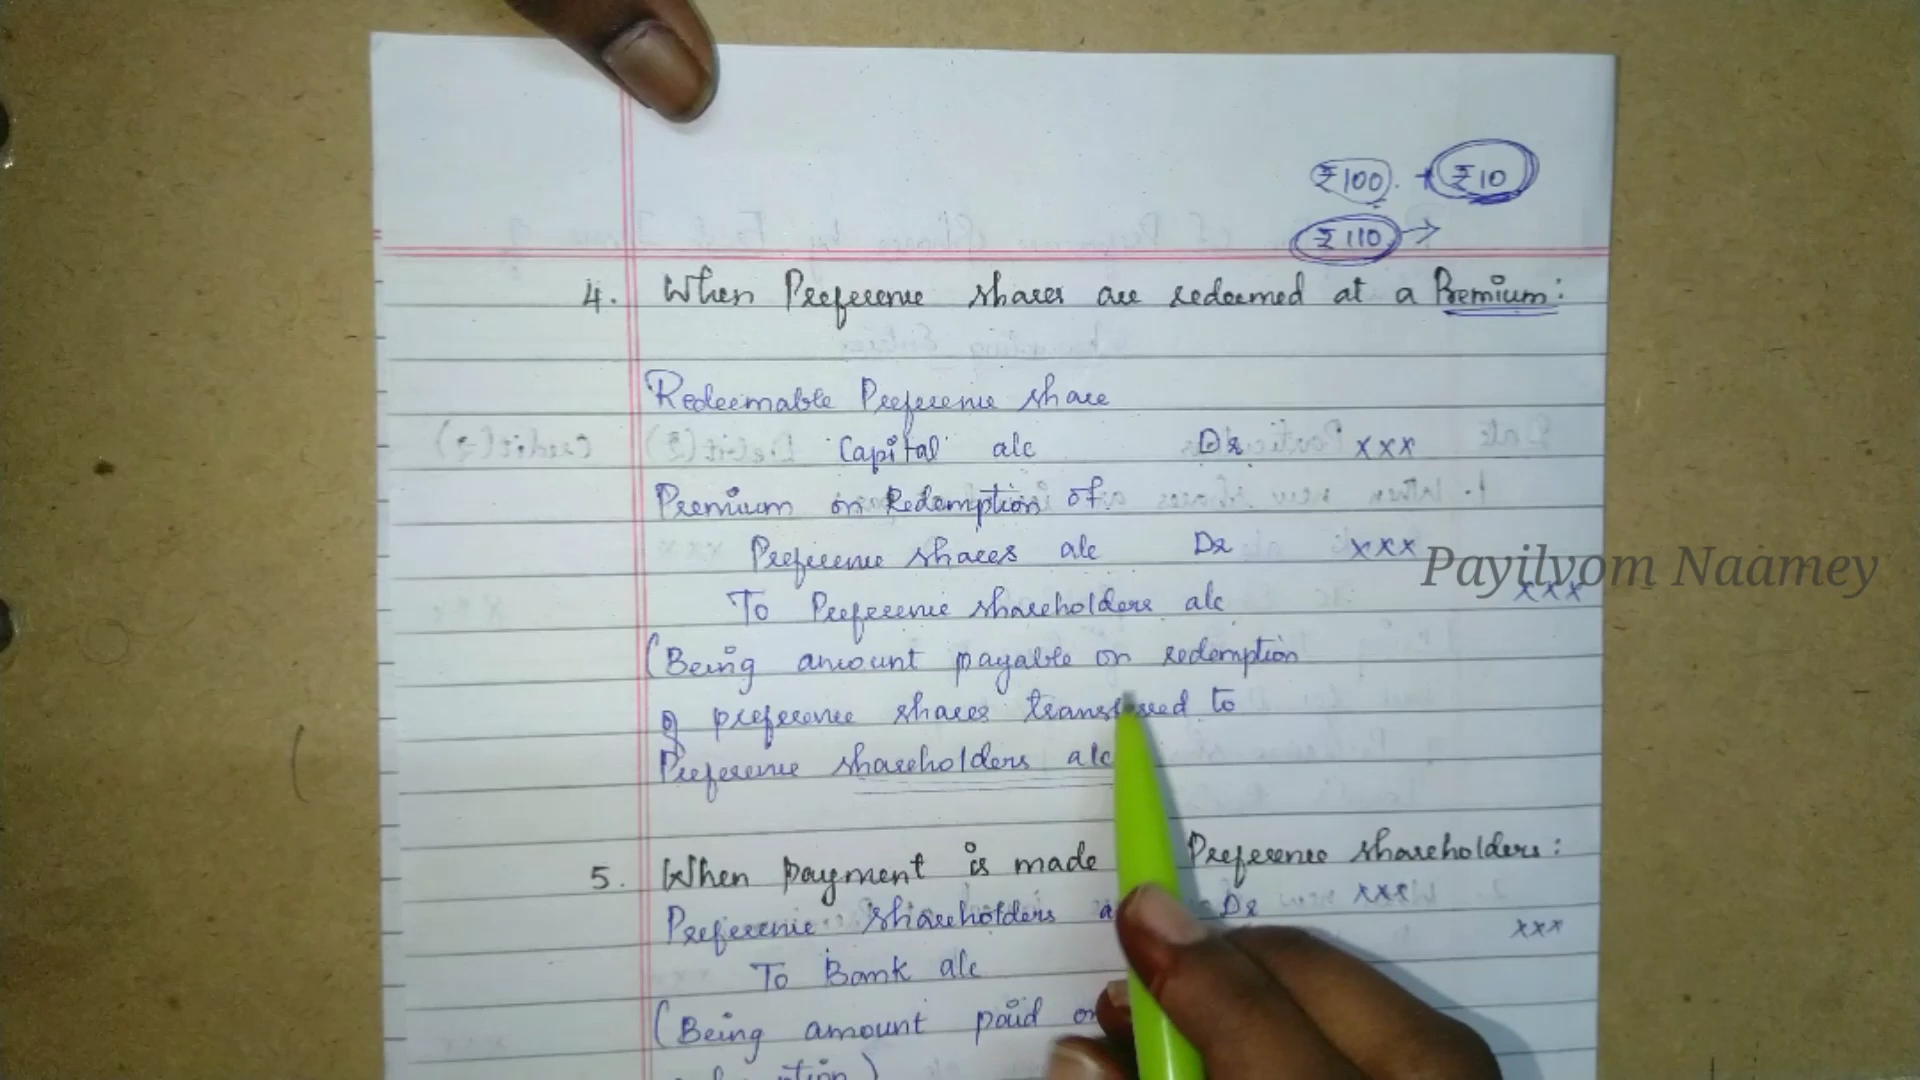 ₹100 + ₹10
₹110 →
4. When Preference shares are redeemed at a Premium:
Redeemable Preference share
Capital a/c Dr xxx
Premium on Redemption of
Preference shares a/c Dr xxx
Payilvom Naamey
To Preference shareholders a/c xxx
(Being amount payable on redemption
of preference shares transferred to
Preference shareholders a/c
5. When payment is made Preference shareholders:
Preference shareholders a Dr xxx
To Bank a/c xxx
(Being amount paid on